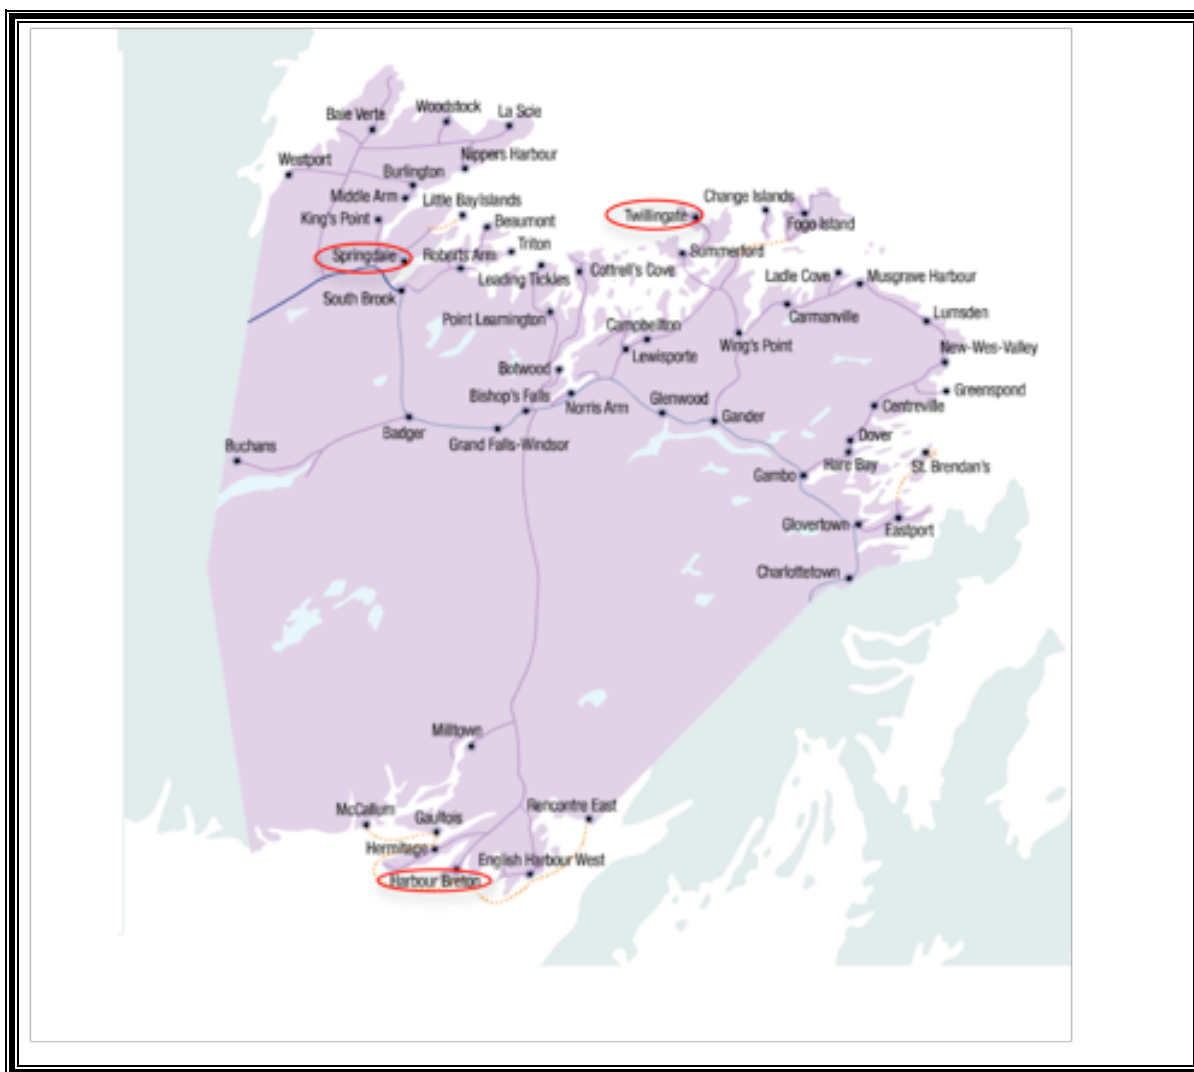 Woodstock
La Scie
Baie Verte
Nippers Harbour
Westport
Burlington
Middle Arm
Little Bay Islands
Change Islands
King's Point
Beaumont
Twillingate
Fogo Island
Triton
Springdale
Roberts Arm
Summerford
Leading Tickles
Cottrell's Cove
Ladle Cove
Musgrave Harbour
South Brook
Point Leamington
Campbellton
Carmanville
Lumsden
Lewisporte
Wing's Point
New-Wes-Valley
Botwood
Bishop's Falls
Norris Arm
Glenwood
Greenspond
Centreville
Gander
Badger
Grand Falls-Windsor
Dover
Buchans
Hare Bay
St. Brendan's
Gambo
Glovertown
Eastport
Charlottetown
Milltown
McCallum
Gaultois
Rencontre East
Hermitage
English Harbour West
Harbour Breton